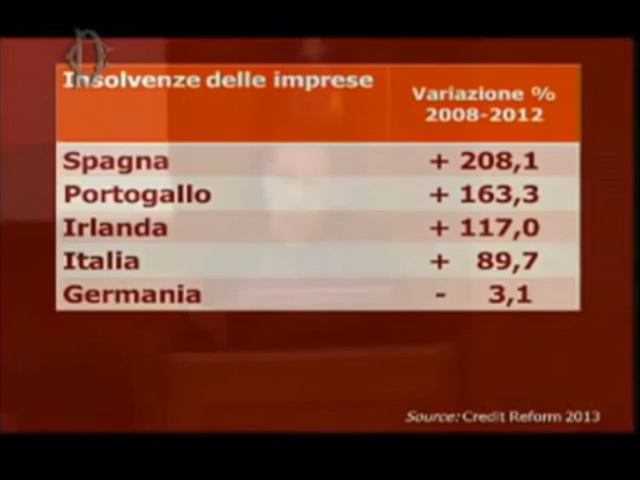 Insolvenze delle imprese
Variazione %
2008-2012
Spagna + 208,1
Portogallo + 163,3
Irlanda + 117,0
Italia + 89,7
Germania - 3,1
Source: Credit Reform 2013